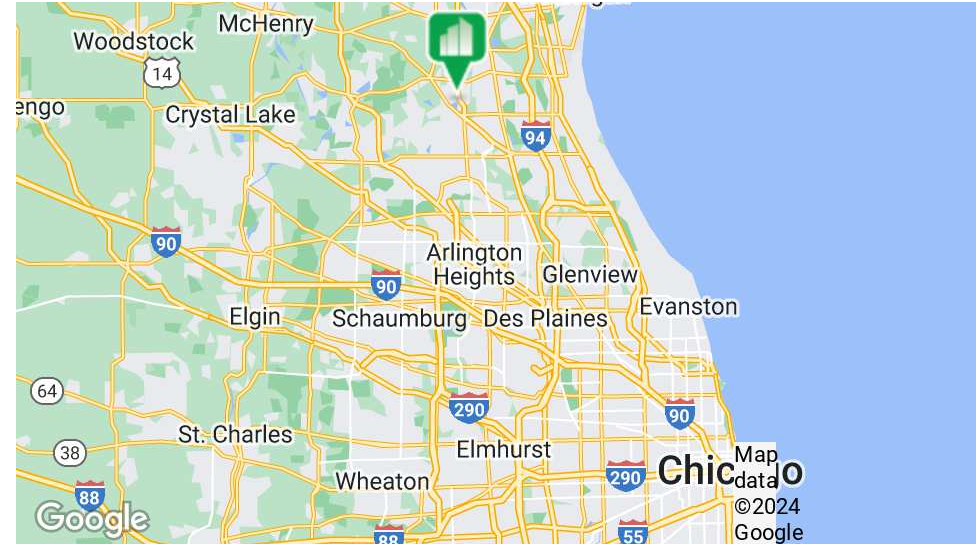 McHenry
Woodstock
14
engo
Crystal Lake
94
90
Arlington
Heights
Glenview
90
Evanston
Elgin
Schaumburg
Des Plaines
64
290
90
St. Charles
38
Elmhurst
Map
Chic
o
data
290
Wheaton
88
©2024
Google
Google
88
55